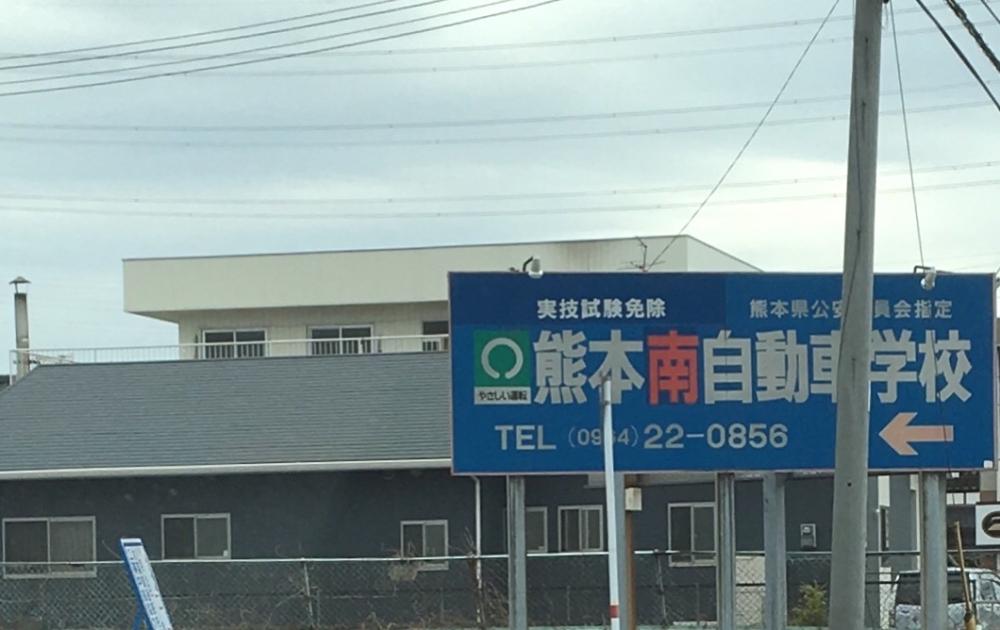 実技試験免除
熊本県公安員会指定
やさしい運転
熊本南自動車学校
TEL (0964) 22-0856